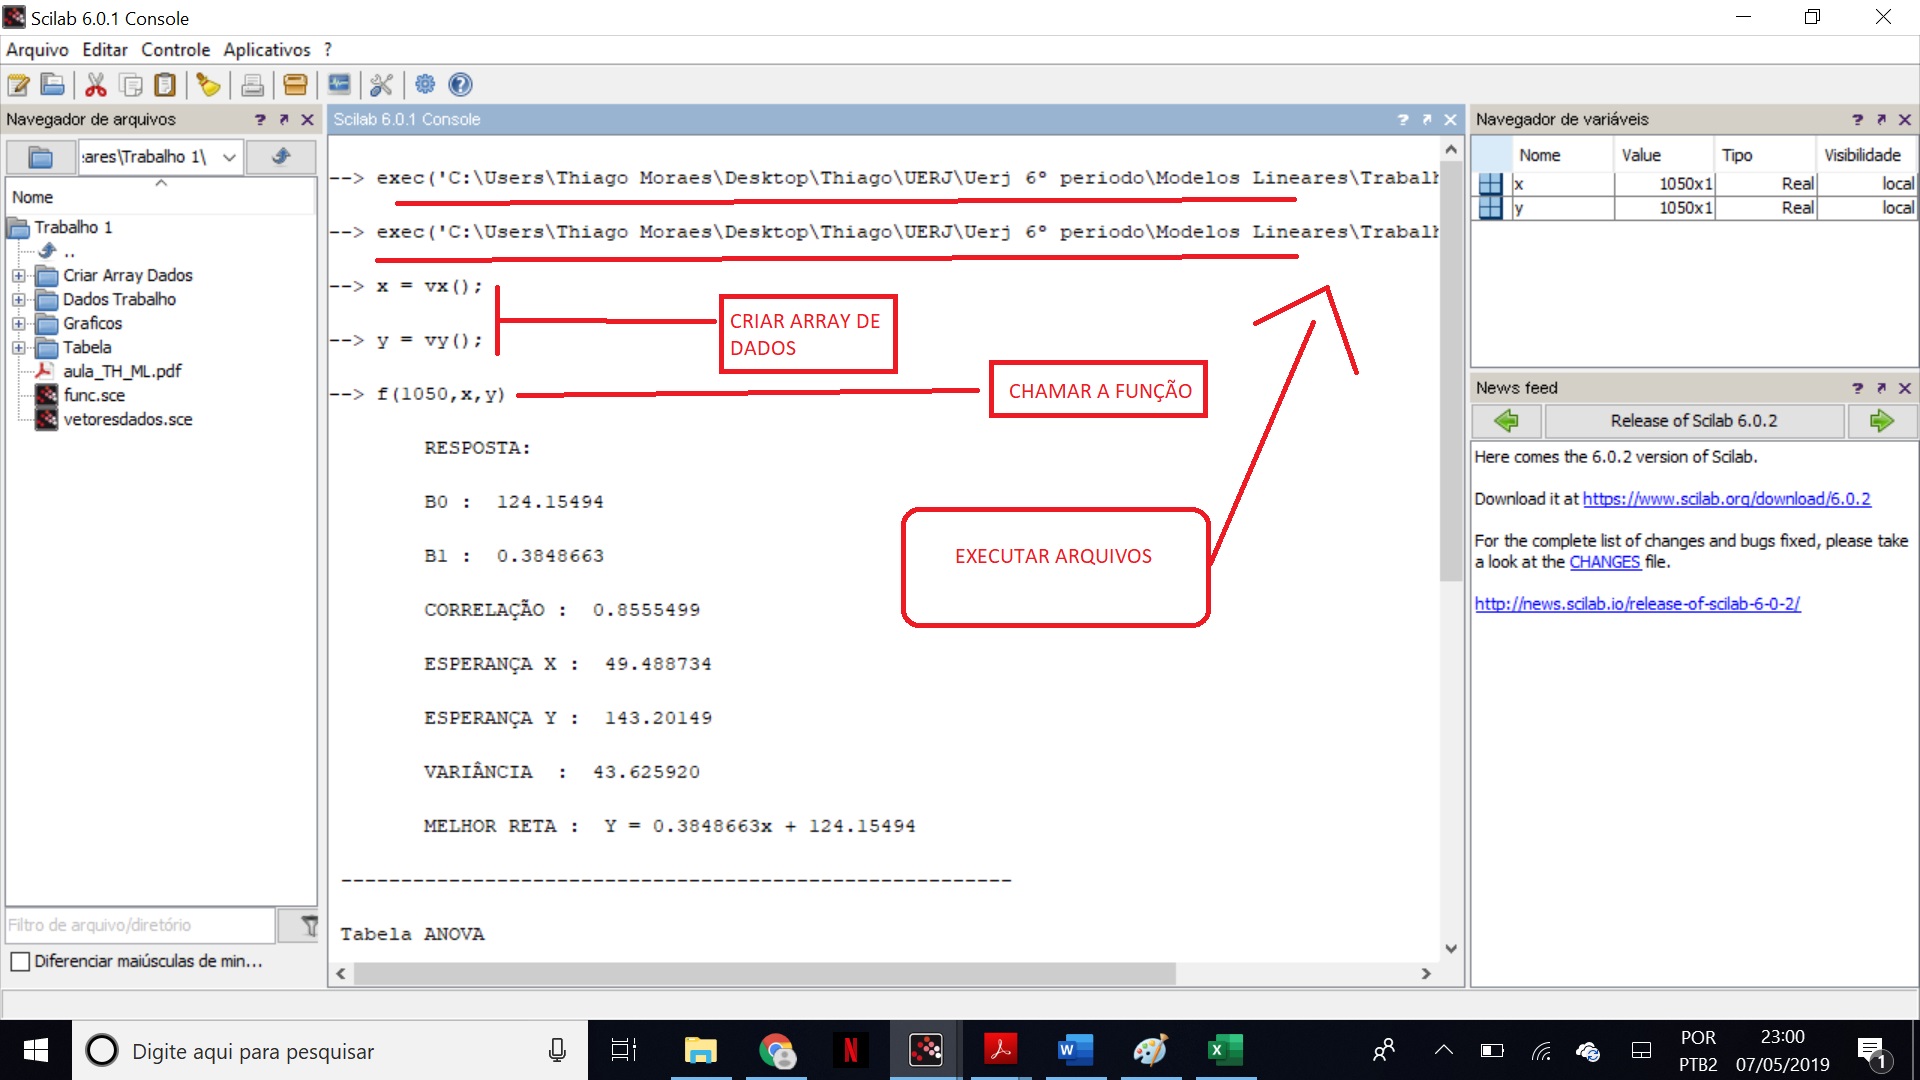 Scilab 6.0.1 Console
Arquivo Editar Controle Aplicativos ?
Navegador de arquivos
:ares\Trabalho 1\
Nome
Trabalho 1
..
Criar Array Dados
Dados Trabalho
Graficos
Tabela
aula_TH_ML.pdf
func.sce
vetoresdados.sce
Filtro de arquivo/diretório
Diferenciar maiúsculas de min...
Scilab 6.0.1 Console
--> exec('C:\Users\Thiago Moraes\Desktop\Thiago\UERJ\Uerj 6° periodo\Modelos Lineares\Trabalh
--> exec('C:\Users\Thiago Moraes\Desktop\Thiago\UERJ\Uerj 6° periodo\Modelos Lineares\Trabalh
--> x = vx();
--> y = vy();
CRIAR ARRAY DE
DADOS
--> f(1050,x,y)
CHAMAR A FUNÇÃO
RESPOSTA:
B0 : 124.15494
B1 : 0.3848663
EXECUTAR ARQUIVOS
CORRELAÇÃO : 0.8555499
ESPERANÇA X : 49.488734
ESPERANÇA Y : 143.20149
VARIÂNCIA : 43.625920
MELHOR RETA : Y = 0.3848663x + 124.15494
--------------------------------------------------------
Tabela ANOVA
Navegador de variáveis
Nome Value Tipo Visibilidade
x 1050x1 Real local
y 1050x1 Real local
News feed
Release of Scilab 6.0.2
Here comes the 6.0.2 version of Scilab.
Download it at https://www.scilab.org/download/6.0.2
For the complete list of changes and bugs fixed, please take
a look at the CHANGES file.
http://news.scilab.io/release-of-scilab-6-0-2/
Digite aqui para pesquisar
POR
PTB2
23:00
07/05/2019
1